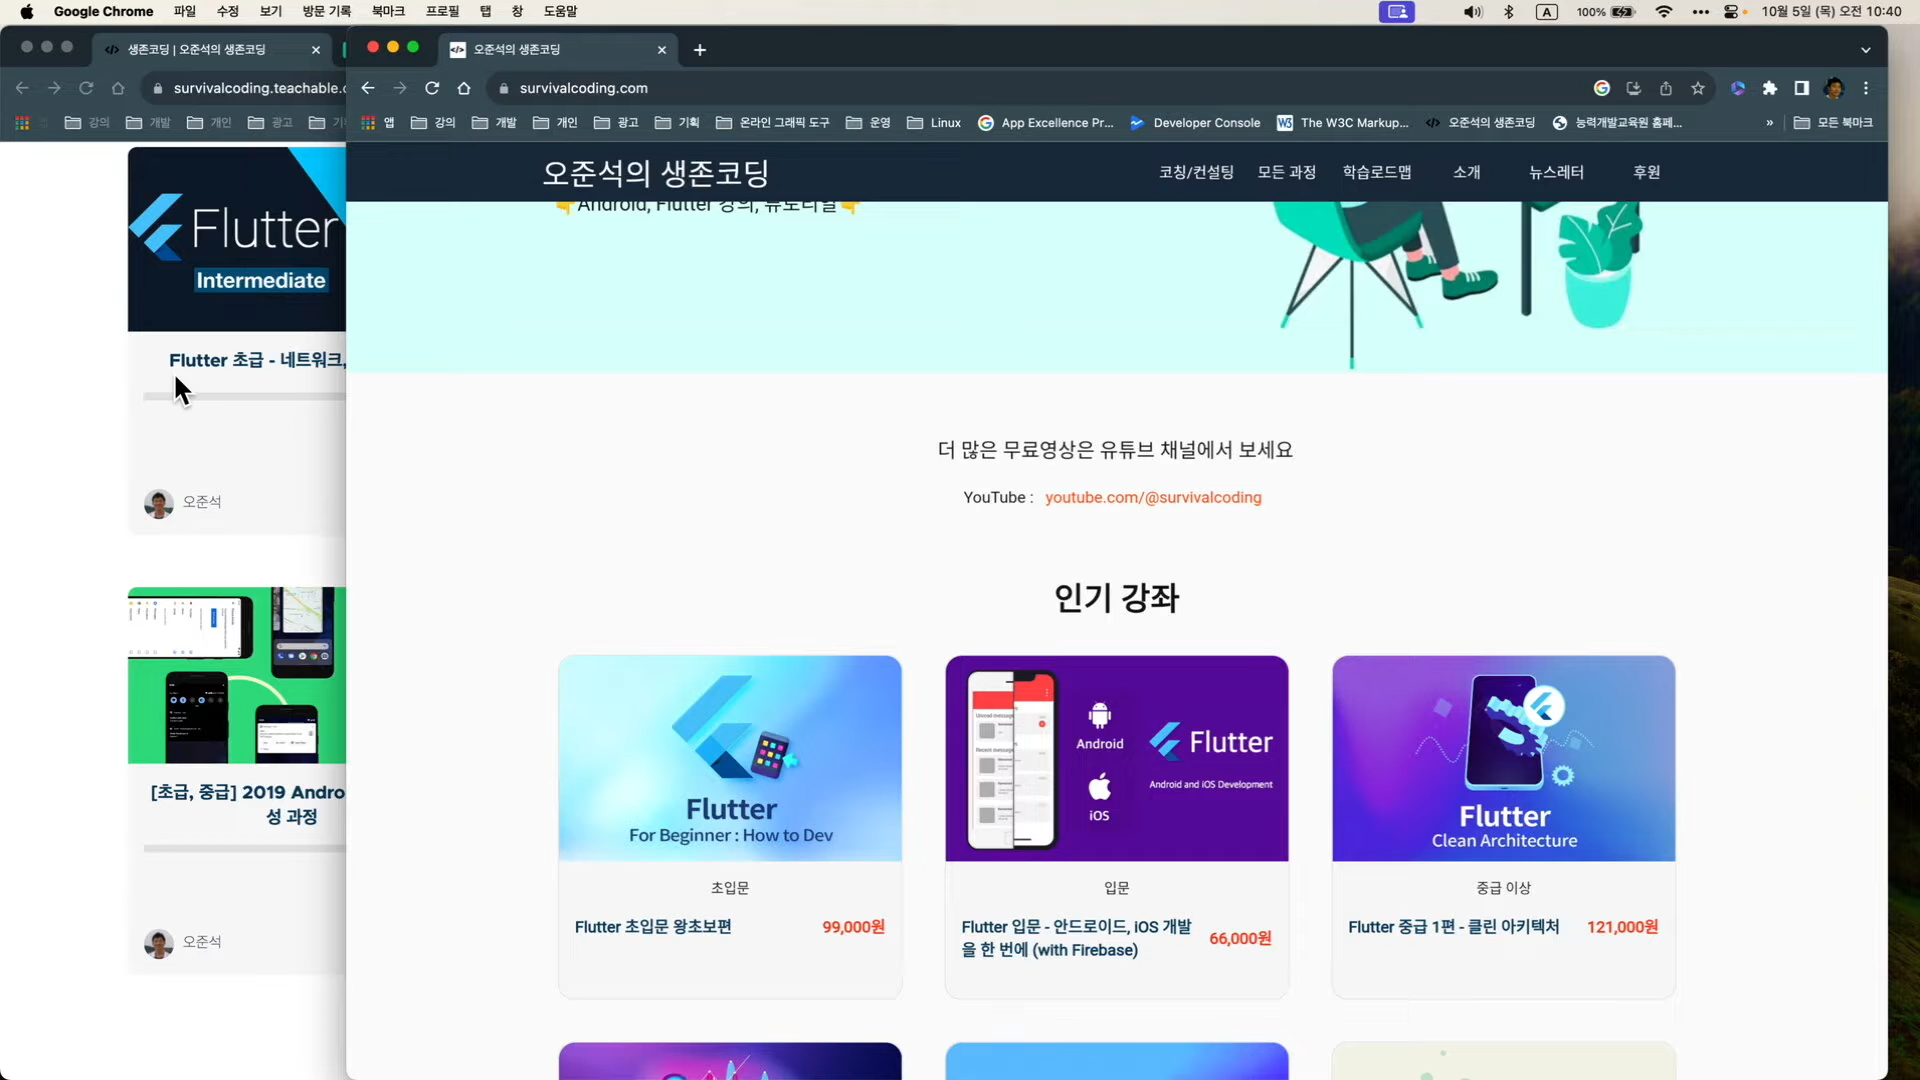 Google Chrome 파일 수정 보기 방문 기록 북마크 프로필 탭 창 도움말
A 100% 10월 5일 (목) 오전 10:40
생존코딩 | 오준석의 생존코딩
survivalcoding.teachable.c
강의 개발 개인 광고
Flutter
Intermediate
Flutter 초급 - 네트워크,
오준석
[초급, 중급] 2019 Andro
성 과정
오준석
오준석의 생존코딩
survivalcoding.com
앱 강의 개발 개인 광고 기획 온라인 그래픽 도구 운영 Linux App Excellence Pr... Developer Console The W3C Markup... 오준석의 생존코딩 능력개발교육원 홈페... » 모든 북마크
오준석의 생존코딩
코칭/컨설팅 모든 과정 학습로드맵 소개 뉴스레터 후원
👇Android, Flutter 강의, 튜토리얼👇
더 많은 무료영상은 유튜브 채널에서 보세요
YouTube : youtube.com/@survivalcoding
인기 강좌
Flutter
For Beginner : How to Dev
초입문
Flutter 초입문 왕초보편 99,000원
Android
iOS
Flutter
Android and iOS Development
입문
Flutter 입문 - 안드로이드, iOS 개발
을 한 번에 (with Firebase)
66,000원
Flutter
Clean Architecture
중급 이상
Flutter 중급 1편 - 클린 아키텍처 121,000원